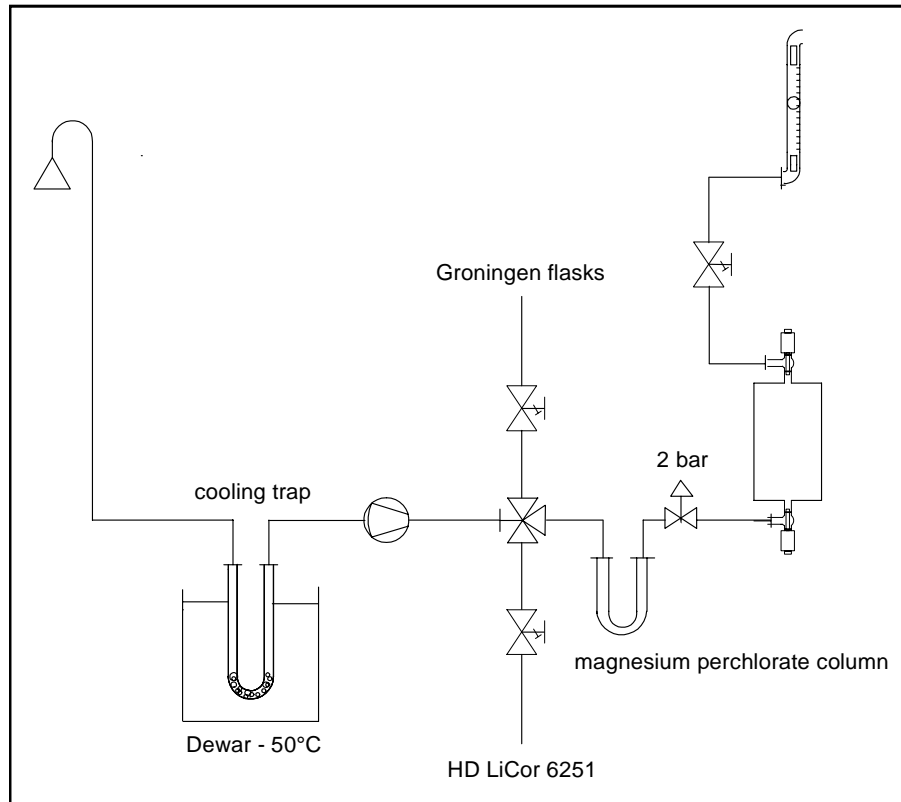 Groningen flasks
2 bar
cooling trap
magnesium perchlorate column
Dewar - 50°C
HD LiCor 6251